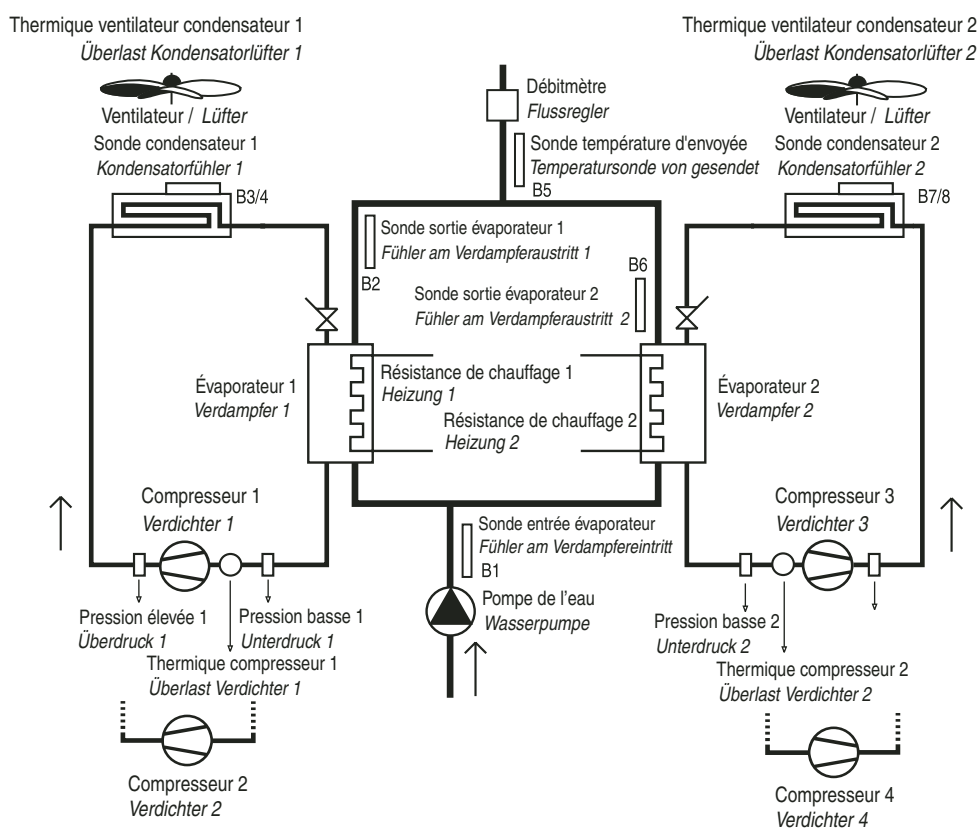 Thermique ventilateur condensateur 1
Überlast Kondensatorlüfter 1
Ventilateur / Lüfter
Sonde condensateur 1
Kondensatorfühler 1
B3/4
Débitmètre
Flussregler
Sonde température d'envoyée
Temperatursonde von gesendet
B5
Thermique ventilateur condensateur 2
Überlast Kondensatorlüfter 2
Ventilateur / Lüfter
Sonde condensateur 2
Kondensatorfühler 2
B7/8
Sonde sortie évaporateur 1
Fühler am Verdampferaustritt 1
B2
B6
Sonde sortie évaporateur 2
Fühler am Verdampferaustritt 2
Évaporateur 1
Verdampfer 1
Résistance de chauffage 1
Heizung 1
Résistance de chauffage 2
Heizung 2
Évaporateur 2
Verdampfer 2
Compresseur 1
Verdichter 1
Sonde entrée évaporateur
Fühler am Verdampfereintritt
B1
Compresseur 3
Verdichter 3
Pression élevée 1
Überdruck 1
Pression basse 1
Unterdruck 1
Thermique compresseur 1
Überlast Verdichter 1
Pompe de l'eau
Wasserpumpe
Pression basse 2
Unterdruck 2
Thermique compresseur 2
Überlast Verdichter 2
Compresseur 2
Verdichter 2
Compresseur 4
Verdichter 4